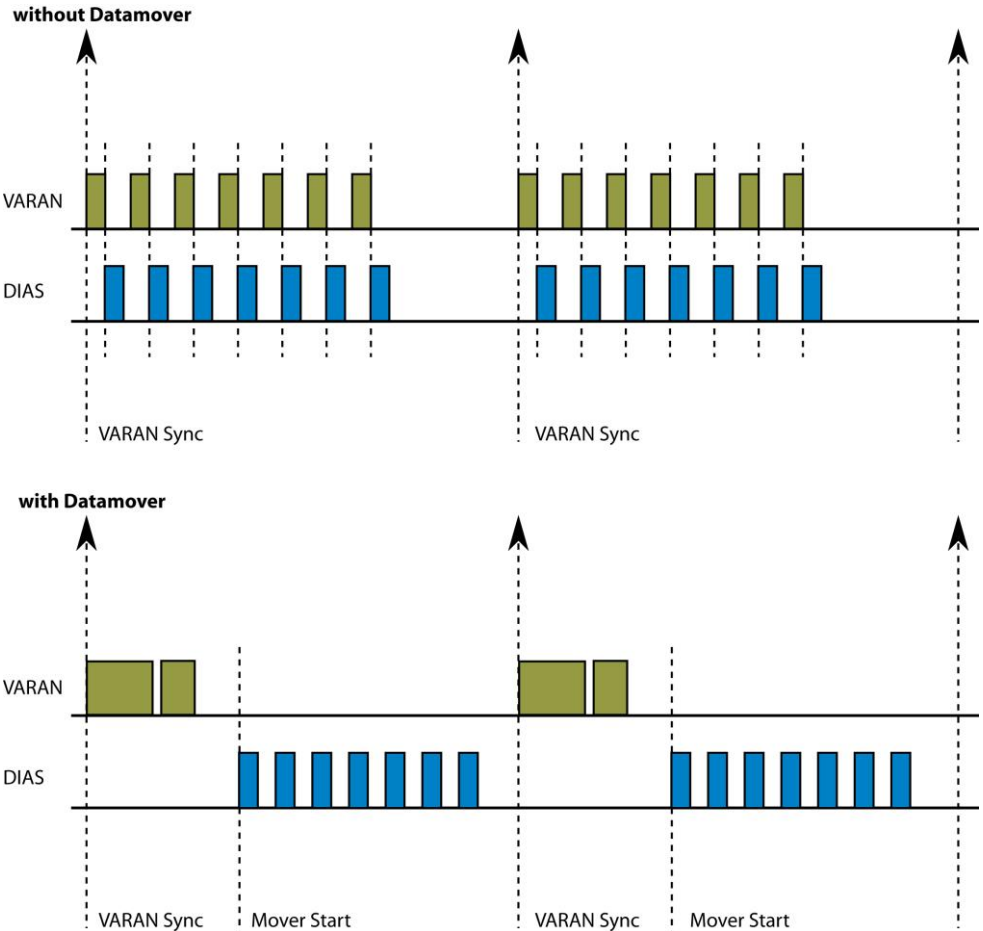 without Datamover
VARAN
DIAS
VARAN Sync
VARAN Sync
with Datamover
VARAN
DIAS
VARAN Sync
Mover Start
VARAN Sync
Mover Start